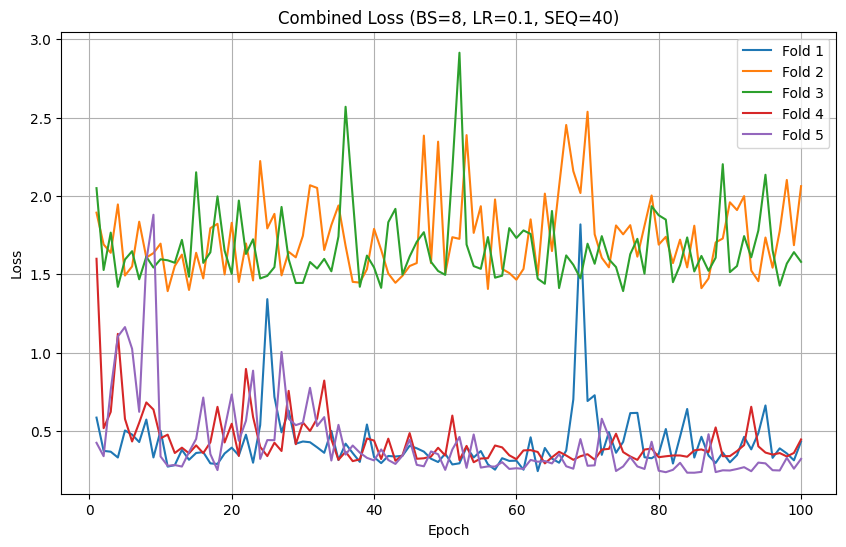 Combined Loss (BS=8, LR=0.1, SEQ=40)
3.0
2.5
2.0
1.5
1.0
0.5
Loss
0
20
40
60
80
100
Epoch
Fold 1
Fold 2
Fold 3
Fold 4
Fold 5